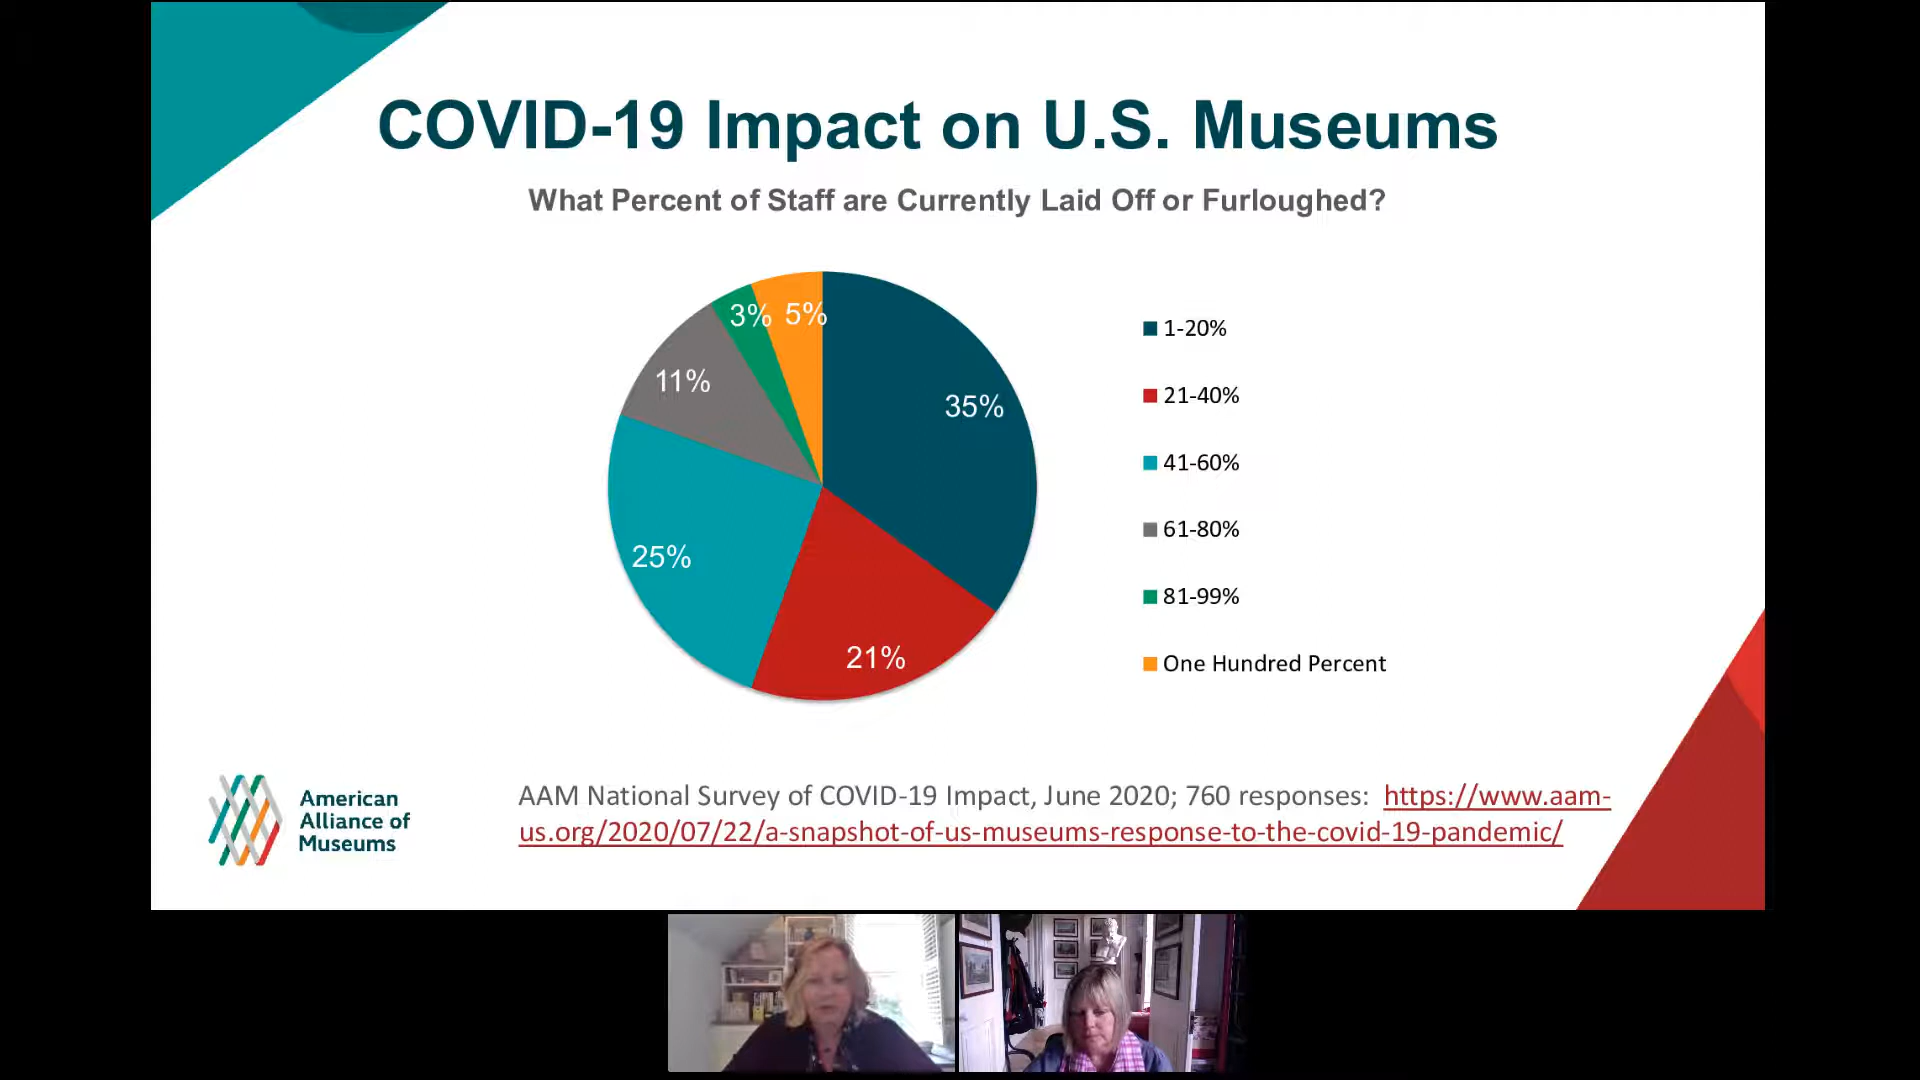 COVID-19 Impact on U.S. Museums
What Percent of Staff are Currently Laid Off or Furloughed?
3%
5%
11%
35%
25%
21%
1-20%
21-40%
41-60%
61-80%
81-99%
One Hundred Percent
American
Alliance of
Museums
AAM National Survey of COVID-19 Impact, June 2020; 760 responses: https://www.aam-
us.org/2020/07/22/a-snapshot-of-us-museums-response-to-the-covid-19-pandemic/